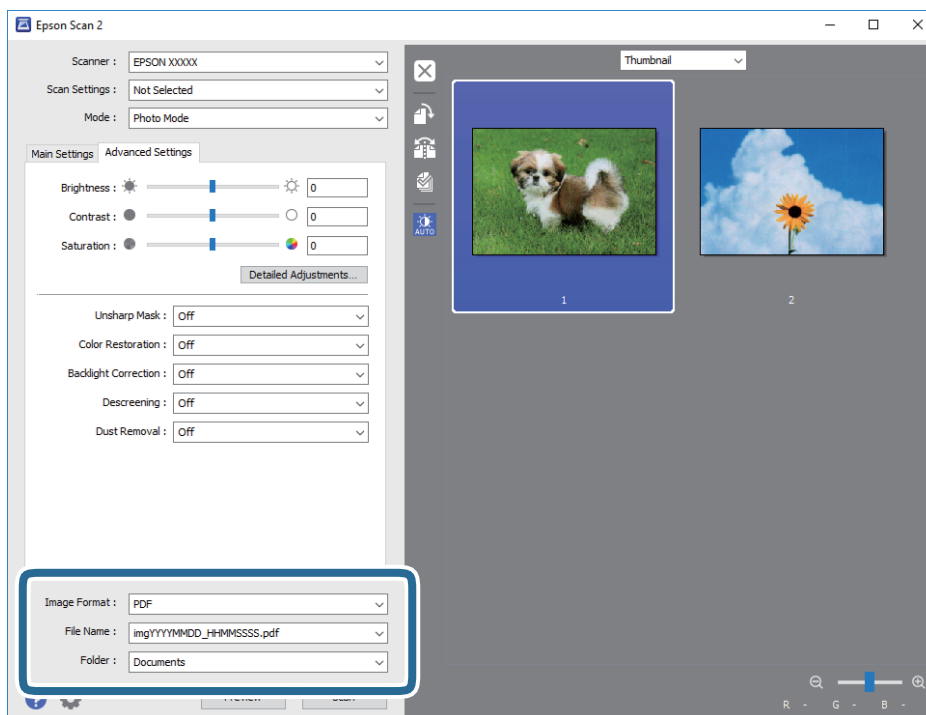 Epson Scan 2
Scanner : EPSON XXXXX
Scan Settings : Not Selected
Mode : Photo Mode
Main Settings Advanced Settings
Brightness : 0
Contrast : 0
Saturation : 0
Detailed Adjustments...
Unsharp Mask : Off
Color Restoration : Off
Backlight Correction : Off
Descreening : Off
Dust Removal : Off
Image Format : PDF
File Name : imgYYYYMMDD_HHMMSSSS.pdf
Folder : Documents
Preview Scan
Thumbnail
AUTO
1 2
R - G - B -